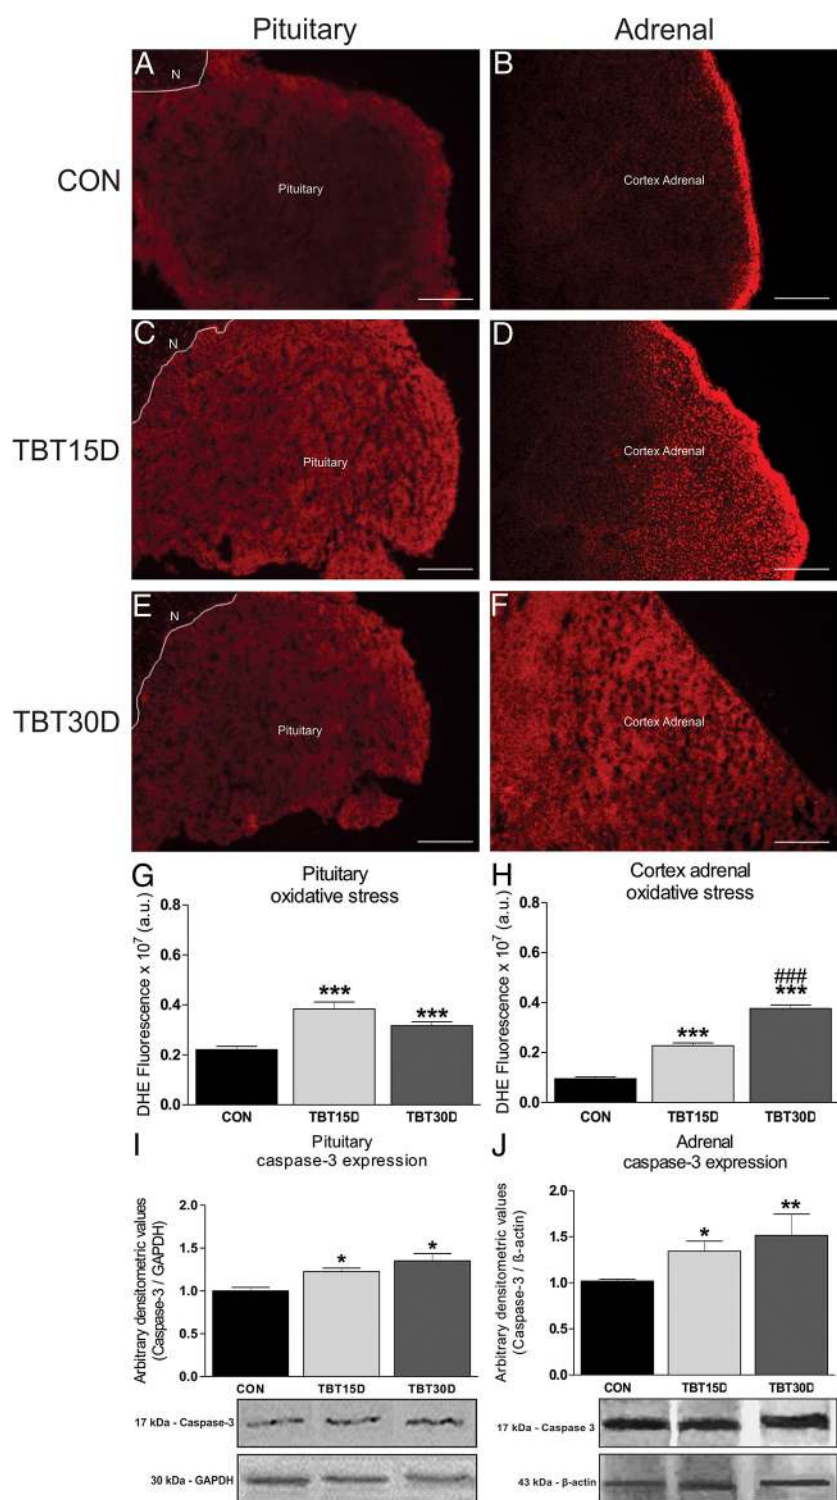 Pituitary
Adrenal
CON
A
N
Pituitary
B
Cortex Adrenal
TBT15D
C
N
Pituitary
D
Cortex Adrenal
TBT30D
E
N
Pituitary
F
Cortex Adrenal
G
Pituitary
oxidative stress
DHE Fluorescence x 10⁷ (a.u.)
0.8
0.6
0.4
0.2
0.0
***
***
CON
TBT15D
TBT30D
H
Cortex adrenal
oxidative stress
DHE Fluorescence x 10⁷ (a.u.)
0.8
0.6
0.4
0.2
0.0
***
###
***
CON
TBT15D
TBT30D
I
Pituitary
caspase-3 expression
Arbitrary densitometric values
(Caspase-3 / GAPDH)
2.0
1.5
1.0
0.5
0.0
*
*
CON
TBT15D
TBT30D
17 kDa - Caspase-3
30 kDa - GAPDH
J
Adrenal
caspase-3 expression
Arbitrary densitometric values
(Caspase-3 / ß-actin)
2.0
1.5
1.0
0.5
0.0
*
**
CON
TBT15D
TBT30D
17 kDa - Caspase 3
43 kDa - β-actin